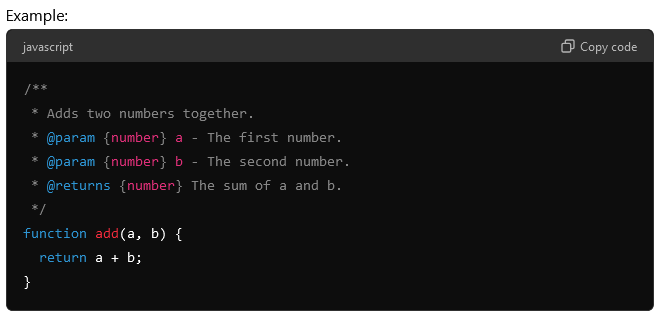 Example:
javascript Copy code
/**
 * Adds two numbers together.
 * @param {number} a - The first number.
 * @param {number} b - The second number.
 * @returns {number} The sum of a and b.
 */
function add(a, b) {
  return a + b;
}